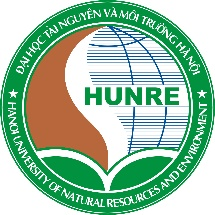 ĐẠI HỌC TÀI NGUYÊN VÀ MÔI TRƯỜNG HÀ NỘI
HUNRE
HANOI UNIVERSITY OF NATURAL RESOURCES AND ENVIRONMENT